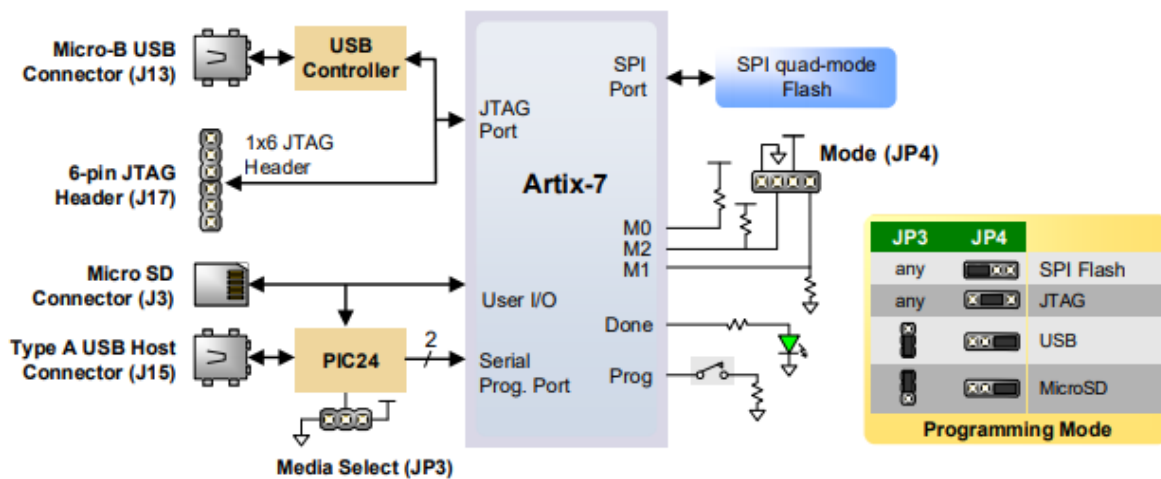 Micro-B USB
Connector (J13)
USB
Controller
6-pin JTAG
Header (J17)
1x6 JTAG
Header
Micro SD
Connector (J3)
Type A USB Host
Connector (J15)
PIC24
2
Media Select (JP3)
JTAG
Port
Artix-7
User I/O
Serial
Prog. Port
SPI
Port
M0
M2
M1
Done
Prog
SPI quad-mode
Flash
Mode (JP4)
JP3 JP4
any SPI Flash
any JTAG
USB
MicroSD
Programming Mode